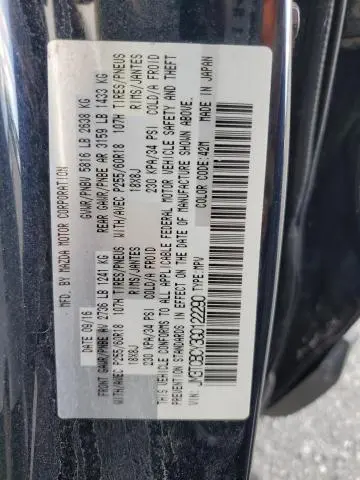 MFD. BY MAZDA MOTOR CORPORATION
DATE 09/16 GVWR/PNBV 5816 LB 2638 KG
FRONT GAWR/PNBE AV 2736 LB 1241 KG REAR GAWR/PNBE AR 3159 LB 1433 KG
WITH/AVEC P255/60R18 107H TIRES/PNEUS WITH/AVEC P255/60R18 107H TIRES/PNEUS
18X8J RIMS/JANTES 18X8J RIMS/JANTES
230 KPA/34 PSI COLD/A FROID 230 KPA/34 PSI COLD/A FROID
THIS VEHICLE CONFORMS TO ALL APPLICABLE FEDERAL MOTOR VEHICLE SAFETY AND THEFT
PREVENTION STANDARDS IN EFFECT ON THE DATE OF MANUFACTURE SHOWN ABOVE.
VIN: JM3TCBCY3G0122290 TYPE:MPV COLOR CODE:42M MADE IN JAPAN